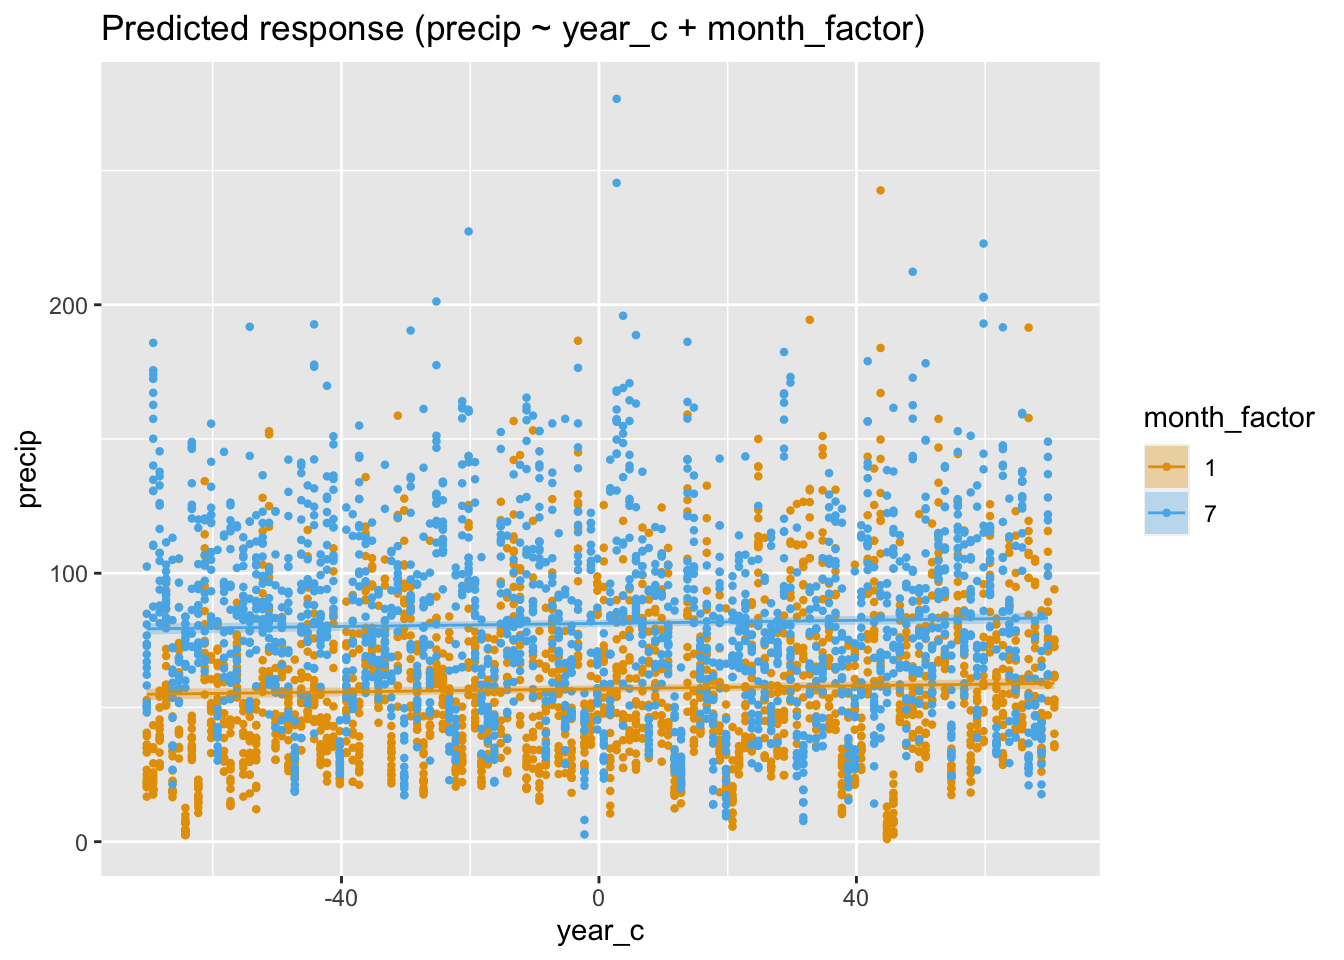 Predicted response (precip ~ year_c + month_factor)
precip
200
100
0
-40
0
40
year_c
month_factor
1
7